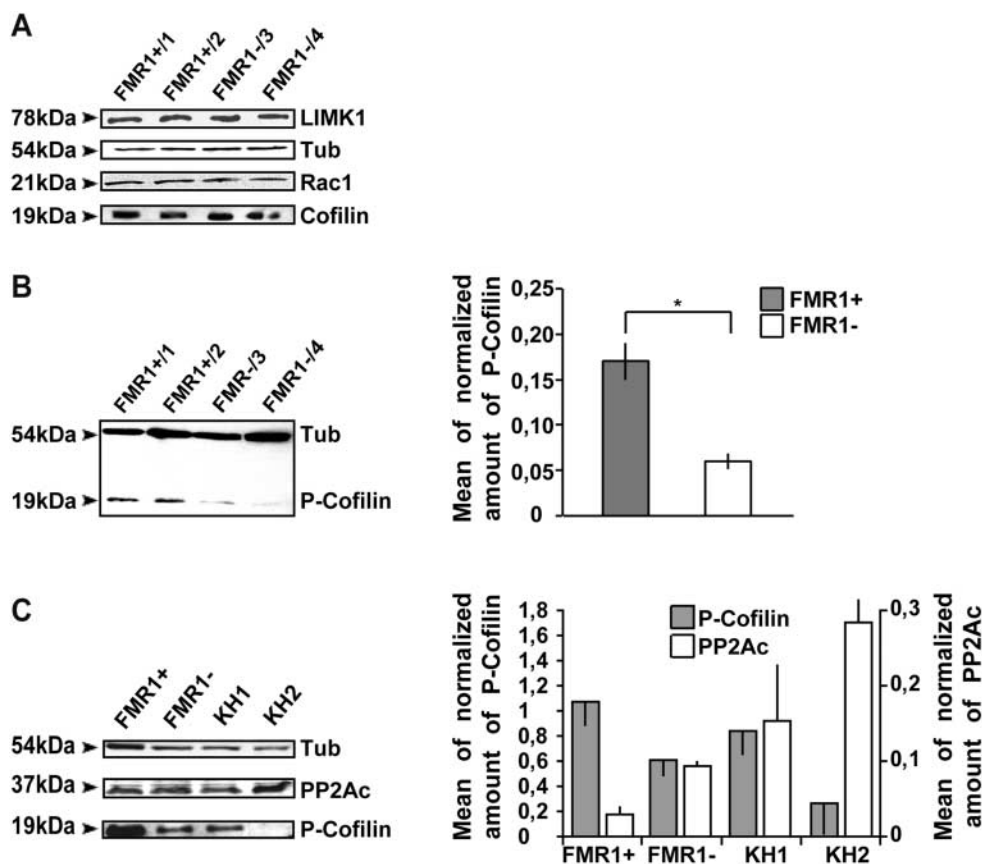 A
FMR1+/1 FMR1+/2 FMR1-/3 FMR1-/4
78kDa LIMK1
54kDa Tub
21kDa Rac1
19kDa Cofilin
B
FMR1+/1 FMR1+/2 FMR-/3 FMR1-/4
54kDa Tub
19kDa P-Cofilin
Mean of normalized
amount of P-Cofilin
0,25
0,20
0,15
0,10
0,05
0
*
FMR1+
FMR1-
C
FMR1+ FMR1- KH1 KH2
54kDa Tub
37kDa PP2Ac
19kDa P-Cofilin
Mean of normalized
amount of P-Cofilin
1,8
1,6
1,4
1,2
1
0,8
0,6
0,4
0,2
0
P-Cofilin
PP2Ac
0,3
0,2
0,1
0
Mean of normalized
amount of PP2Ac
FMR1+ FMR1- KH1 KH2